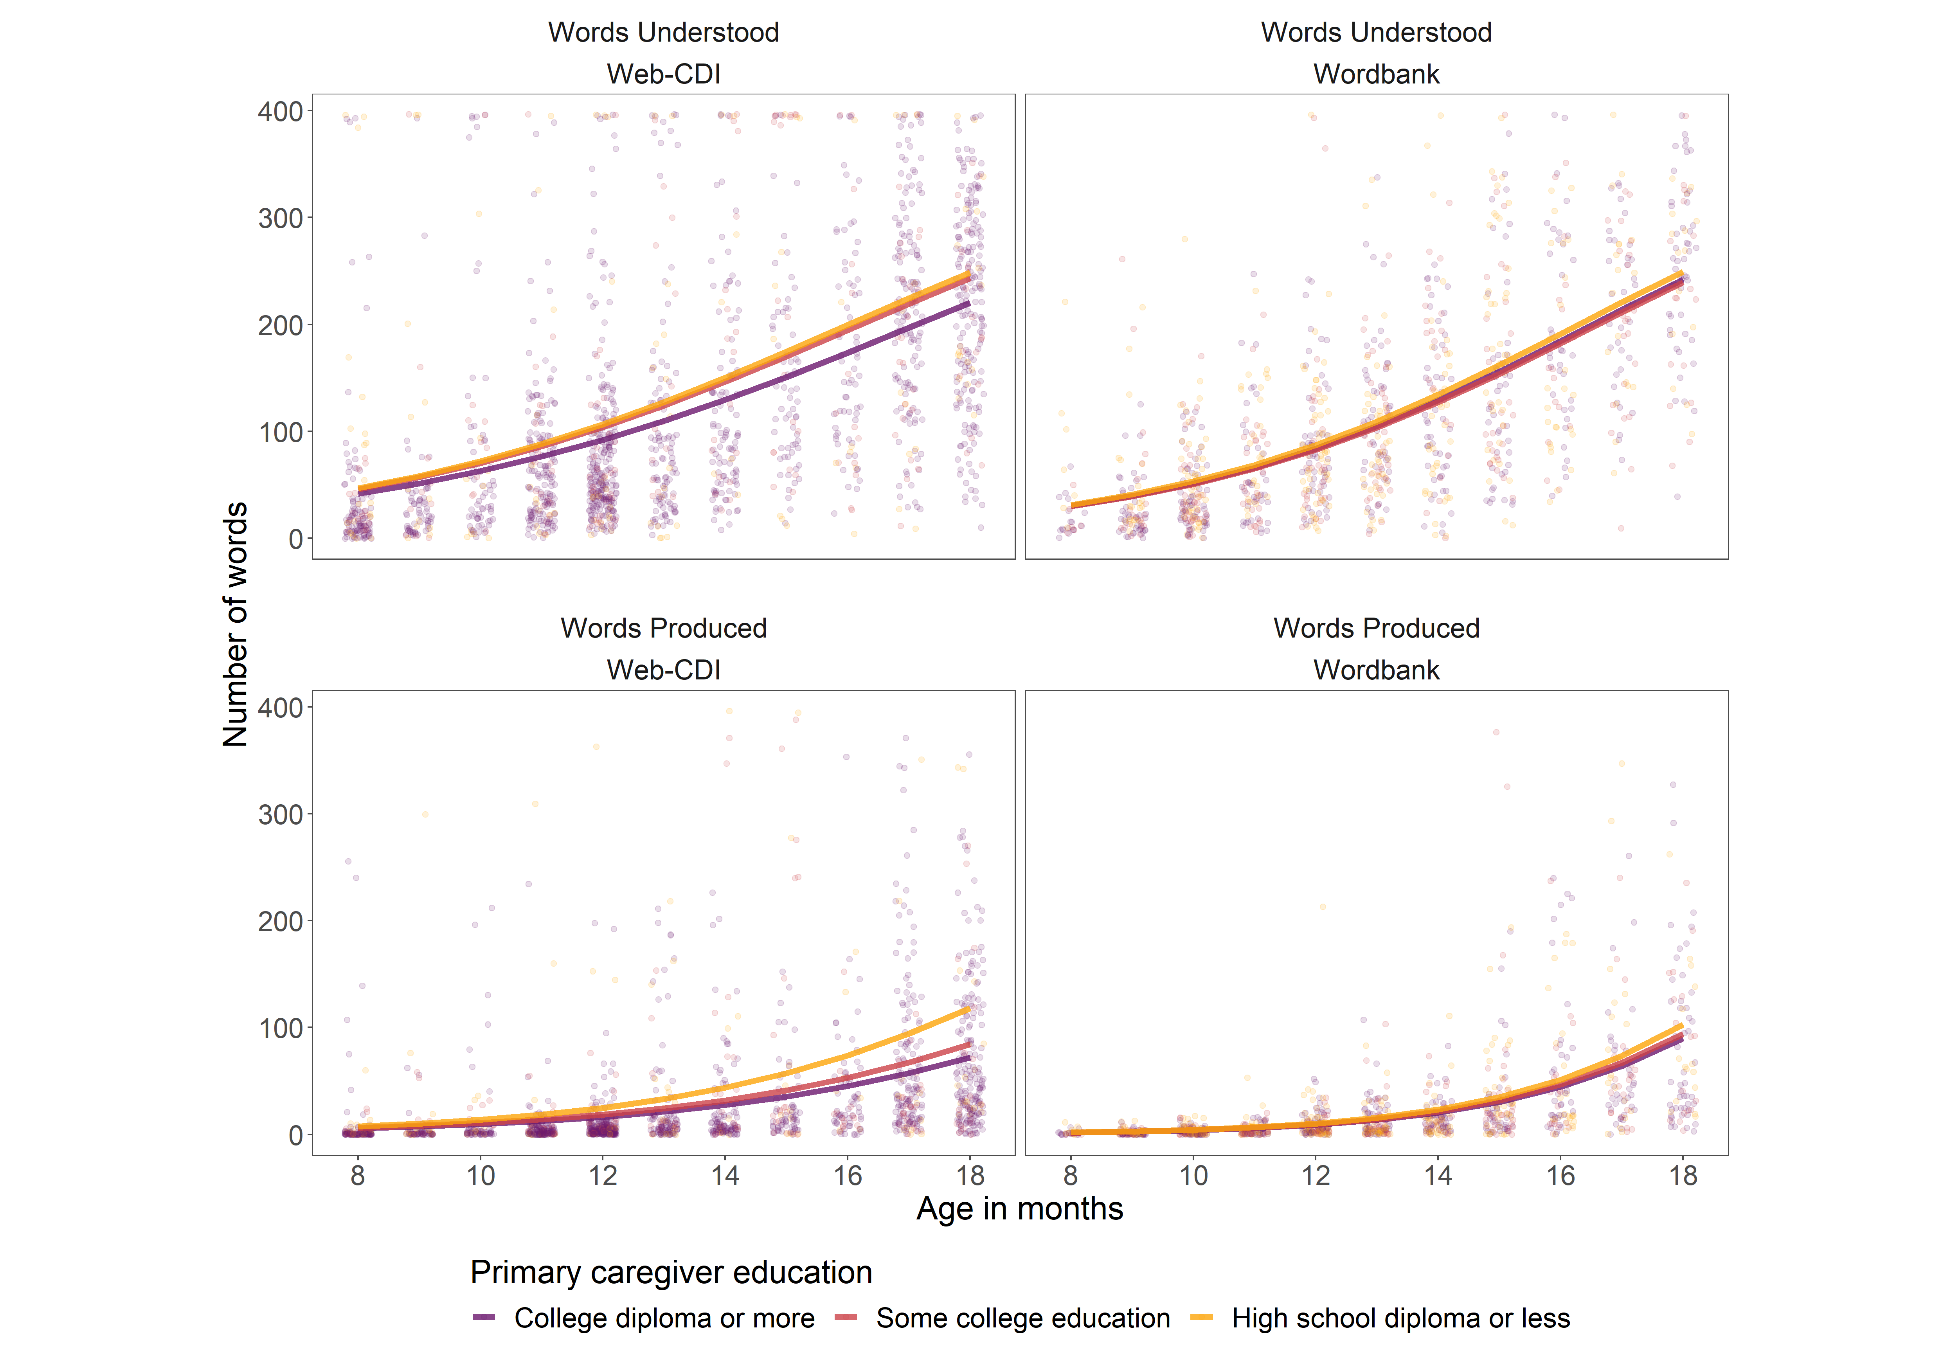 Words Understood
Web-CDI
Words Understood
Wordbank
400
300
200
100
0
Number of words
Words Produced
Web-CDI
Words Produced
Wordbank
400
300
200
100
0
8 10 12 14 16 18
8 10 12 14 16 18
Age in months
Primary caregiver education
College diploma or more Some college education High school diploma or less